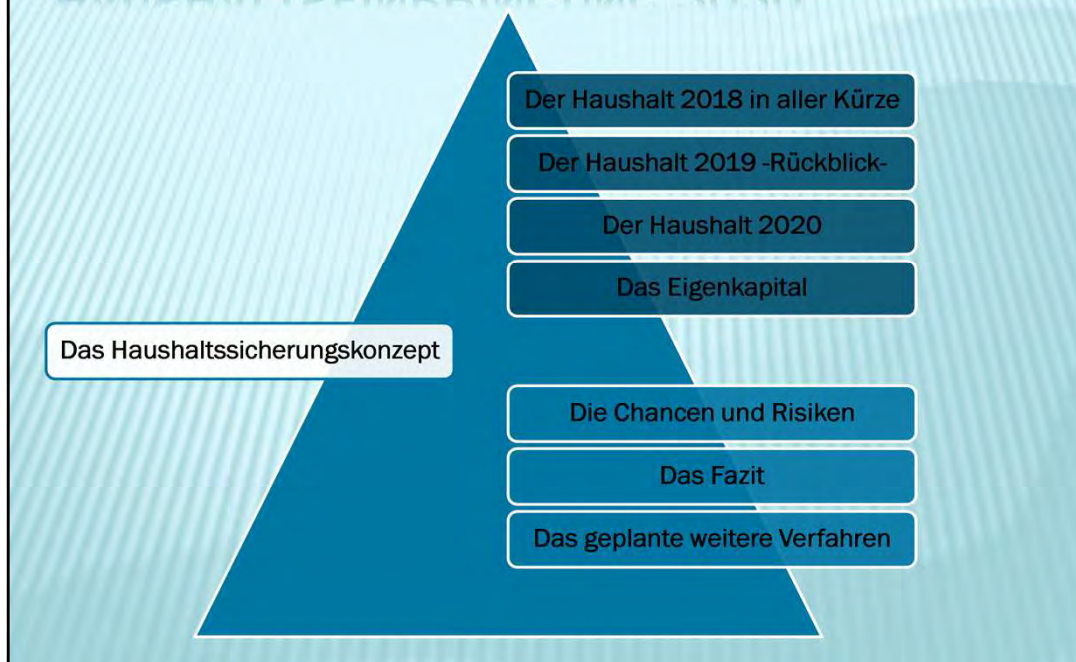 Der Haushalt 2018 in aller Kürze
Der Haushalt 2019 -Rückblick-
Der Haushalt 2020
Das Eigenkapital
Das Haushaltssicherungskonzept
Die Chancen und Risiken
Das Fazit
Das geplante weitere Verfahren